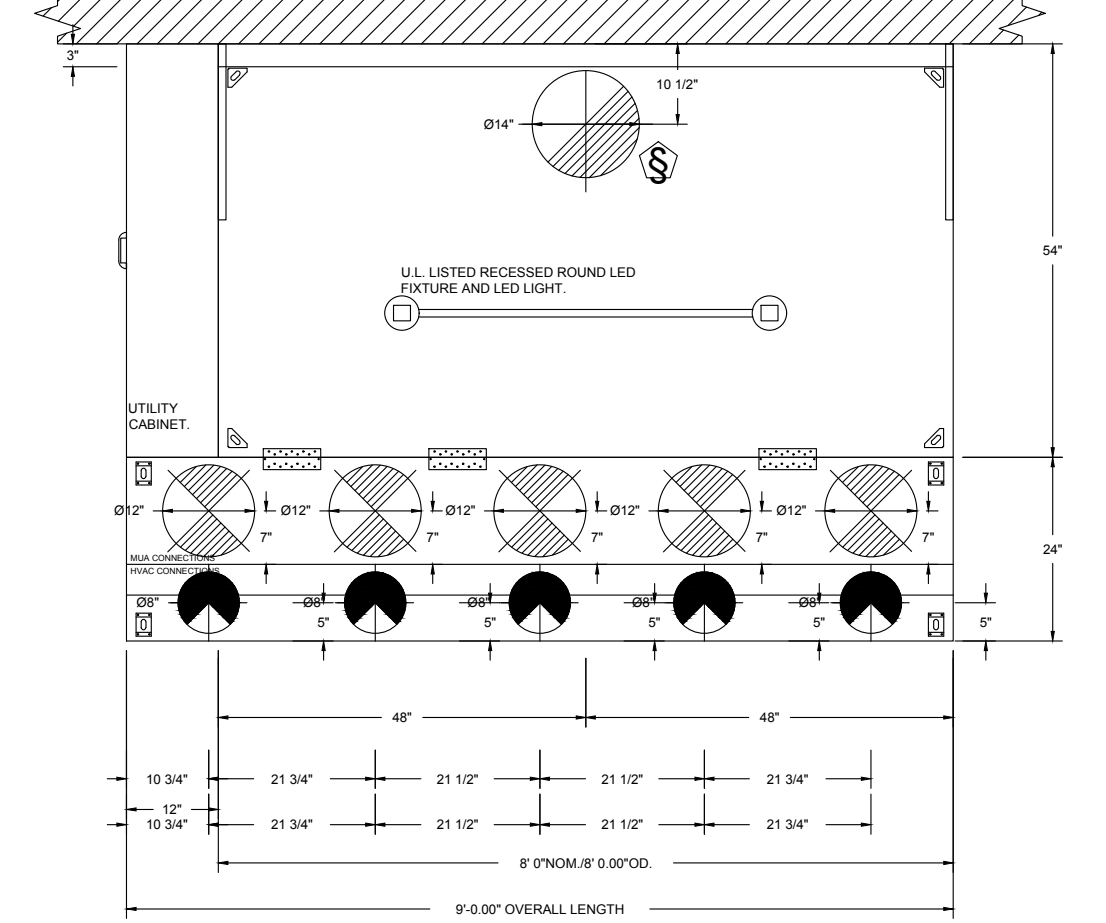 3"
10 1/2"
Ø14"
§
54"
U.L. LISTED RECESSED ROUND LED
FIXTURE AND LED LIGHT.
UTILITY
CABINET.
Ø12" Ø12" Ø12" Ø12" Ø12"
7" 7" 7" 7" 7"
24"
MUA CONNECTIONS
HVAC CONNECTIONS
Ø8" Ø8" Ø8" Ø8" Ø8"
5" 5" 5" 5" 5"
48" 48"
10 3/4" 21 3/4" 21 1/2" 21 1/2" 21 3/4"
12"
10 3/4" 21 3/4" 21 1/2" 21 1/2" 21 3/4"
8' 0"NOM./8' 0.00"OD.
9'-0.00" OVERALL LENGTH